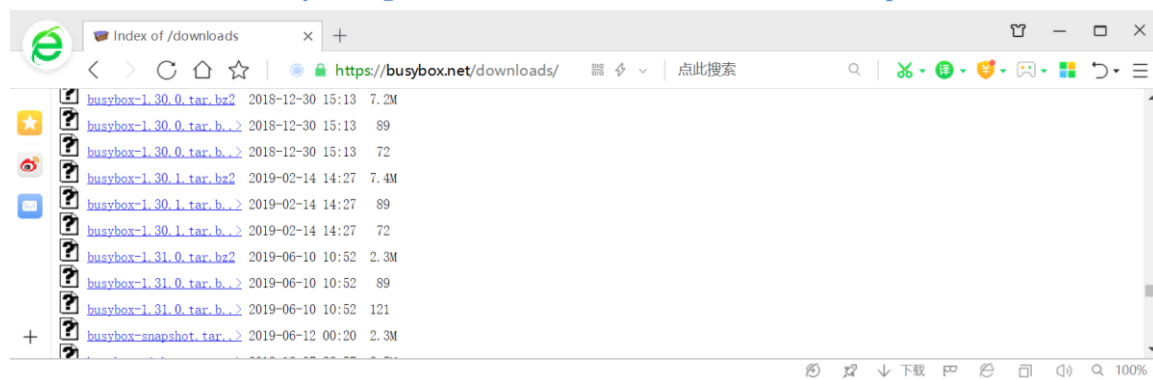 Index of /downloads
https://busybox.net/downloads/ 点此搜索
busybox-1.30.0.tar.bz2 2018-12-30 15:13 7.2M
busybox-1.30.0.tar.b..> 2018-12-30 15:13 89
busybox-1.30.0.tar.b..> 2018-12-30 15:13 72
busybox-1.30.1.tar.bz2 2019-02-14 14:27 7.4M
busybox-1.30.1.tar.b..> 2019-02-14 14:27 89
busybox-1.30.1.tar.b..> 2019-02-14 14:27 72
busybox-1.31.0.tar.bz2 2019-06-10 10:52 2.3M
busybox-1.31.0.tar.b..> 2019-06-10 10:52 89
busybox-1.31.0.tar.b..> 2019-06-10 10:52 121
busybox-snapshot.tar..> 2019-06-12 00:20 2.3M
下载 100%